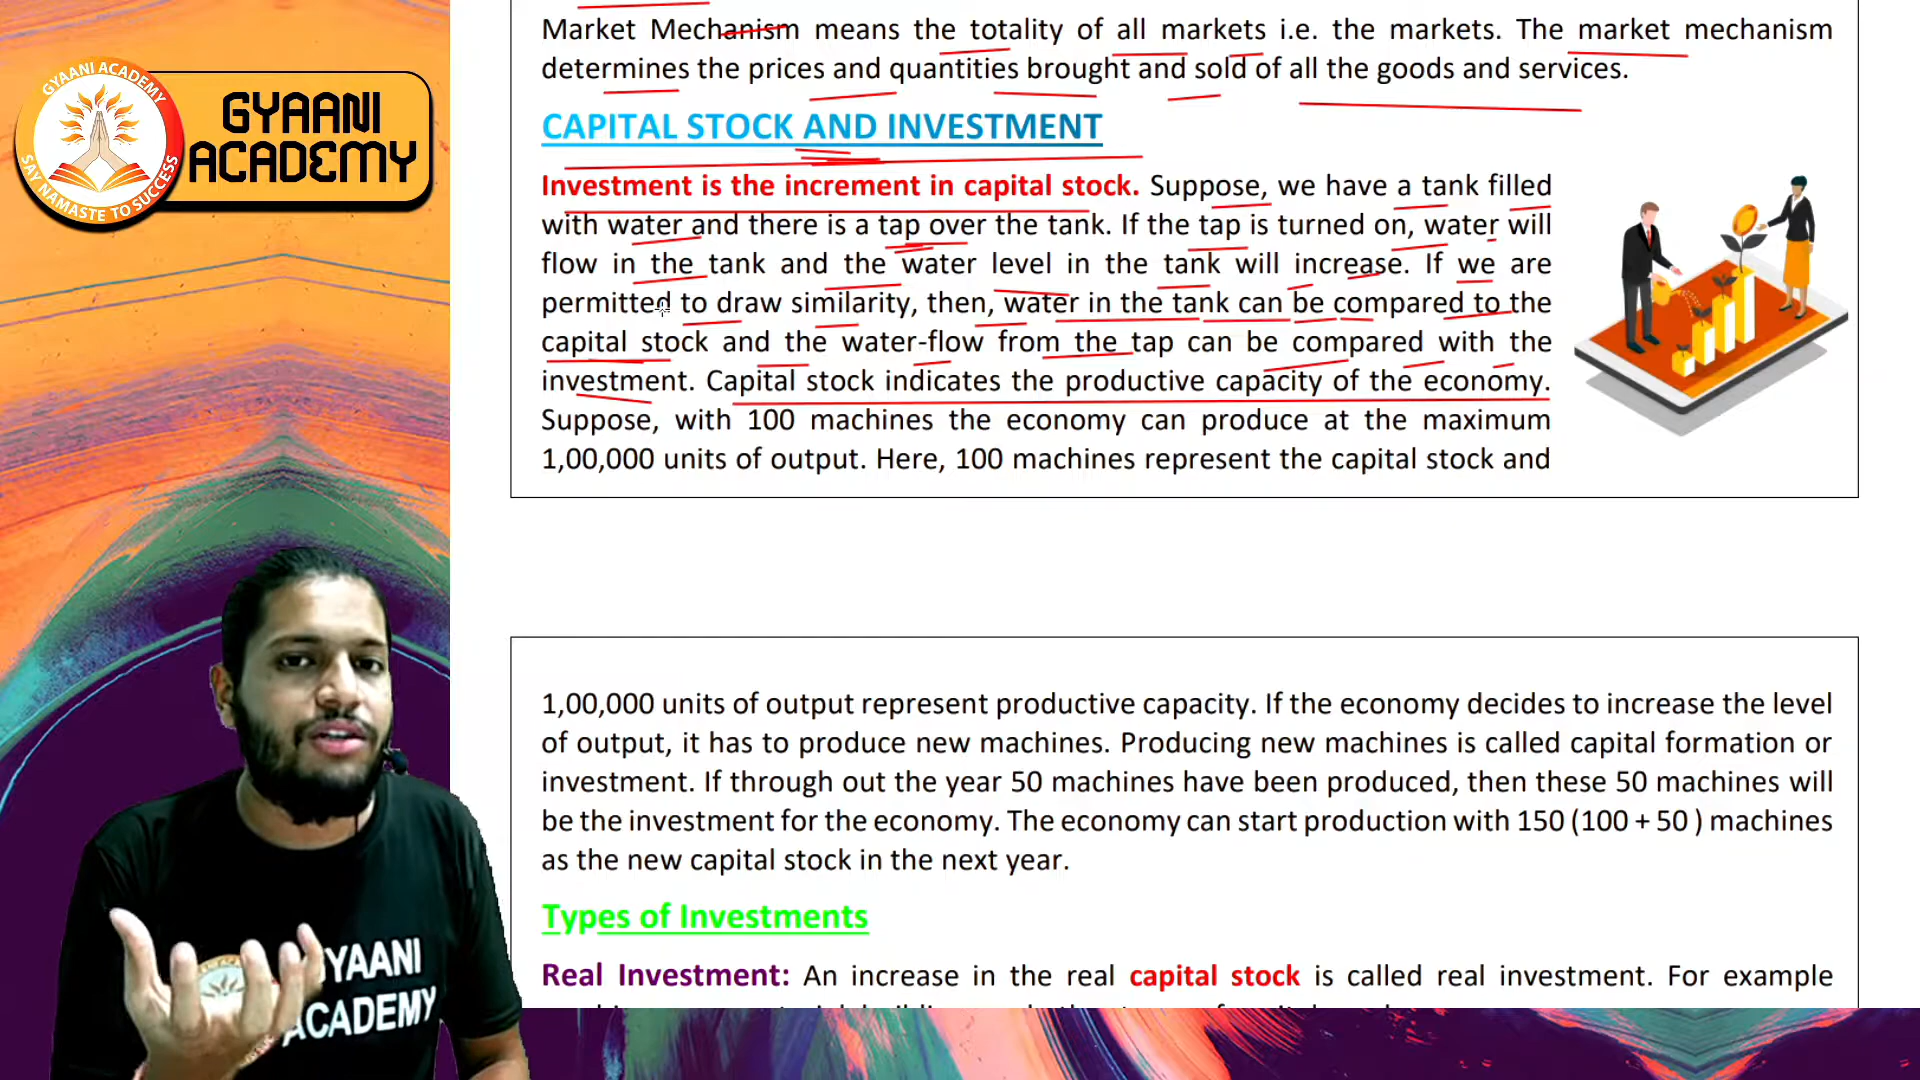 Market Mechanism means the totality of all markets i.e. the markets. The market mechanism
determines the prices and quantities brought and sold of all the goods and services.
CAPITAL STOCK AND INVESTMENT
Investment is the increment in capital stock. Suppose, we have a tank filled
with water and there is a tap over the tank. If the tap is turned on, water will
flow in the tank and the water level in the tank will increase. If we are
permitted to draw similarity, then, water in the tank can be compared to the
capital stock and the water-flow from the tap can be compared with the
investment. Capital stock indicates the productive capacity of the economy.
Suppose, with 100 machines the economy can produce at the maximum
1,00,000 units of output. Here, 100 machines represent the capital stock and
1,00,000 units of output represent productive capacity. If the economy decides to increase the level
of output, it has to produce new machines. Producing new machines is called capital formation or
investment. If through out the year 50 machines have been produced, then these 50 machines will
be the investment for the economy. The economy can start production with 150 (100 + 50 ) machines
as the new capital stock in the next year.
Types of Investments
Real Investment: An increase in the real capital stock is called real investment. For example
GYAANI ACADEMY
SAY NAMASTE TO SUCCESS
GYAANI
ACADEMY
GYAANI
ACADEMY